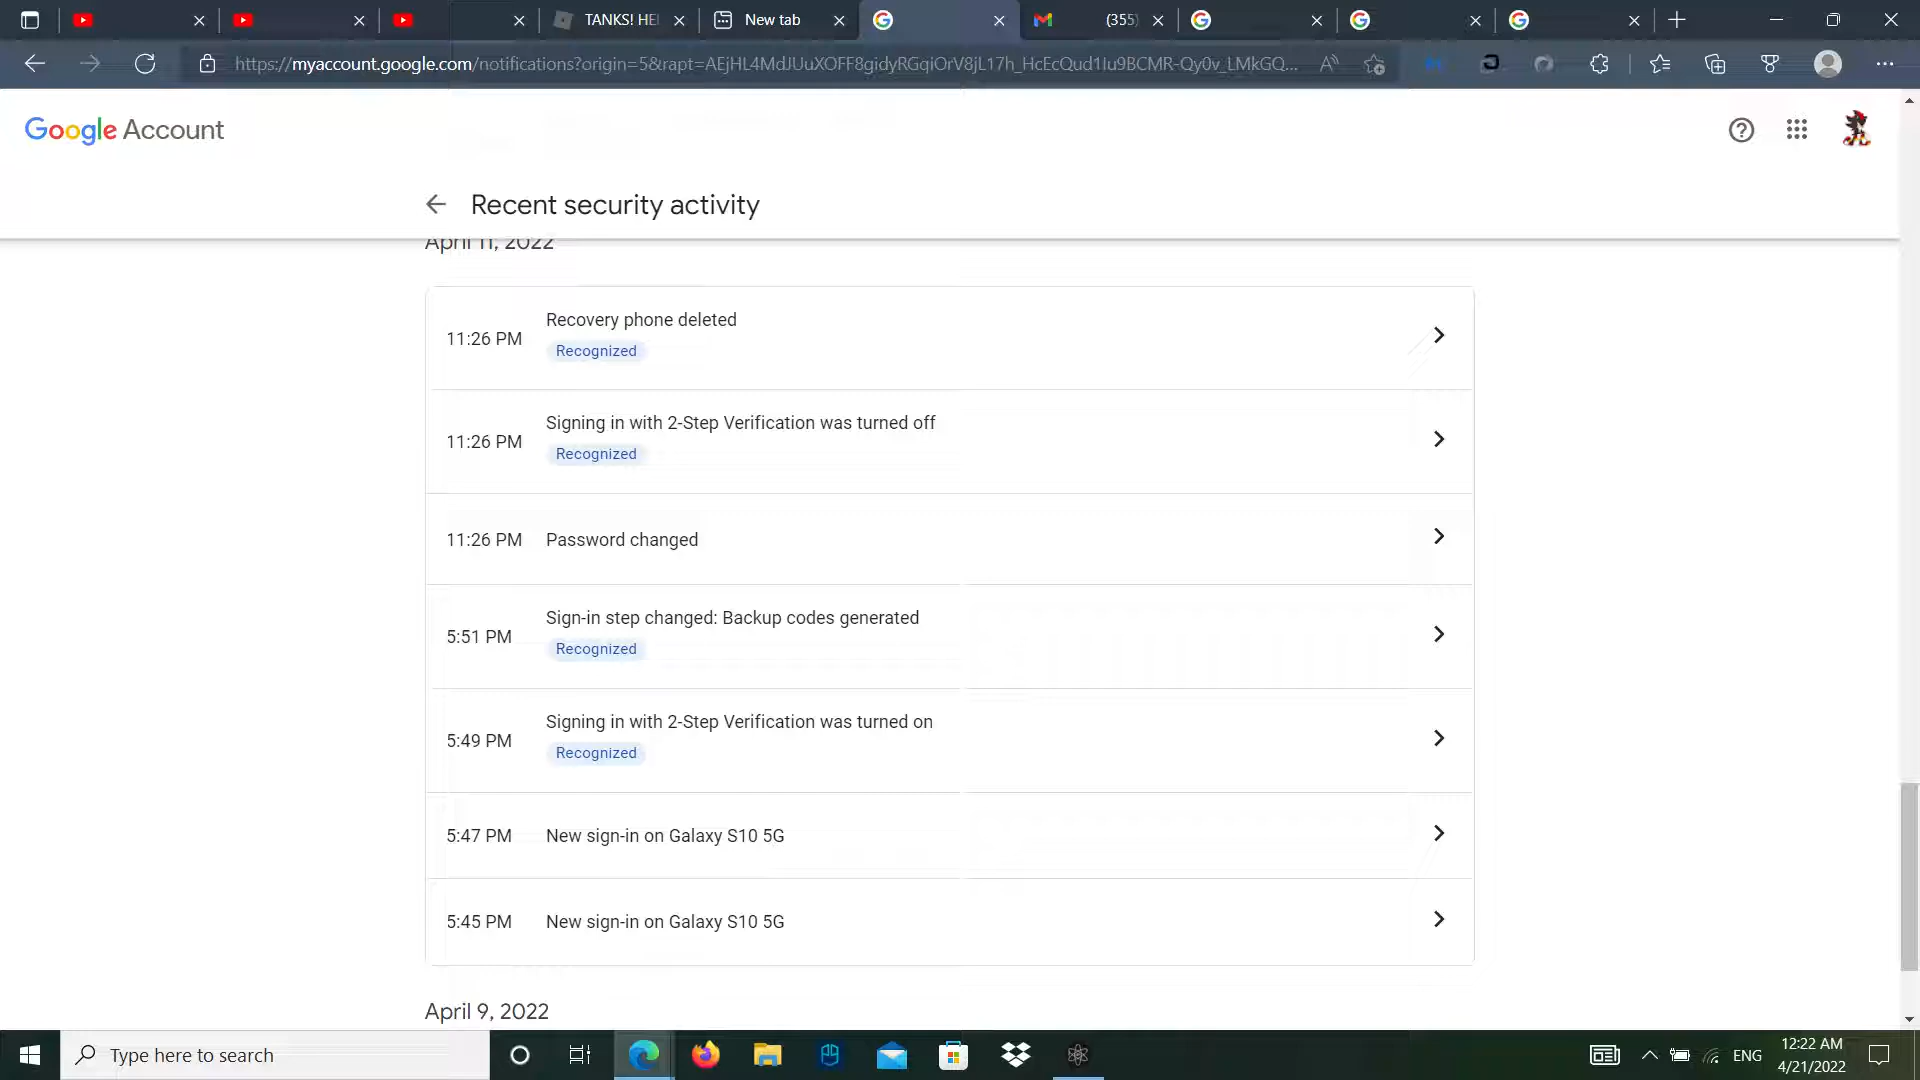 TANKS! HE
New tab
(355)
https://myaccount.google.com/notifications?origin=5&rapt=AEjHL4MdJUuXOFF8gidyRGqiOrV8jL17h_HcEcQud1Iu9BCMR-Qy0v_LMkGQ...
Google Account
Recent security activity
April 11, 2022
Recovery phone deleted
11:26 PM
Recognized
Signing in with 2-Step Verification was turned off
11:26 PM
Recognized
11:26 PM Password changed
Sign-in step changed: Backup codes generated
5:51 PM
Recognized
Signing in with 2-Step Verification was turned on
5:49 PM
Recognized
5:47 PM New sign-in on Galaxy S10 5G
5:45 PM New sign-in on Galaxy S10 5G
April 9, 2022
Type here to search
ENG
12:22 AM
4/21/2022